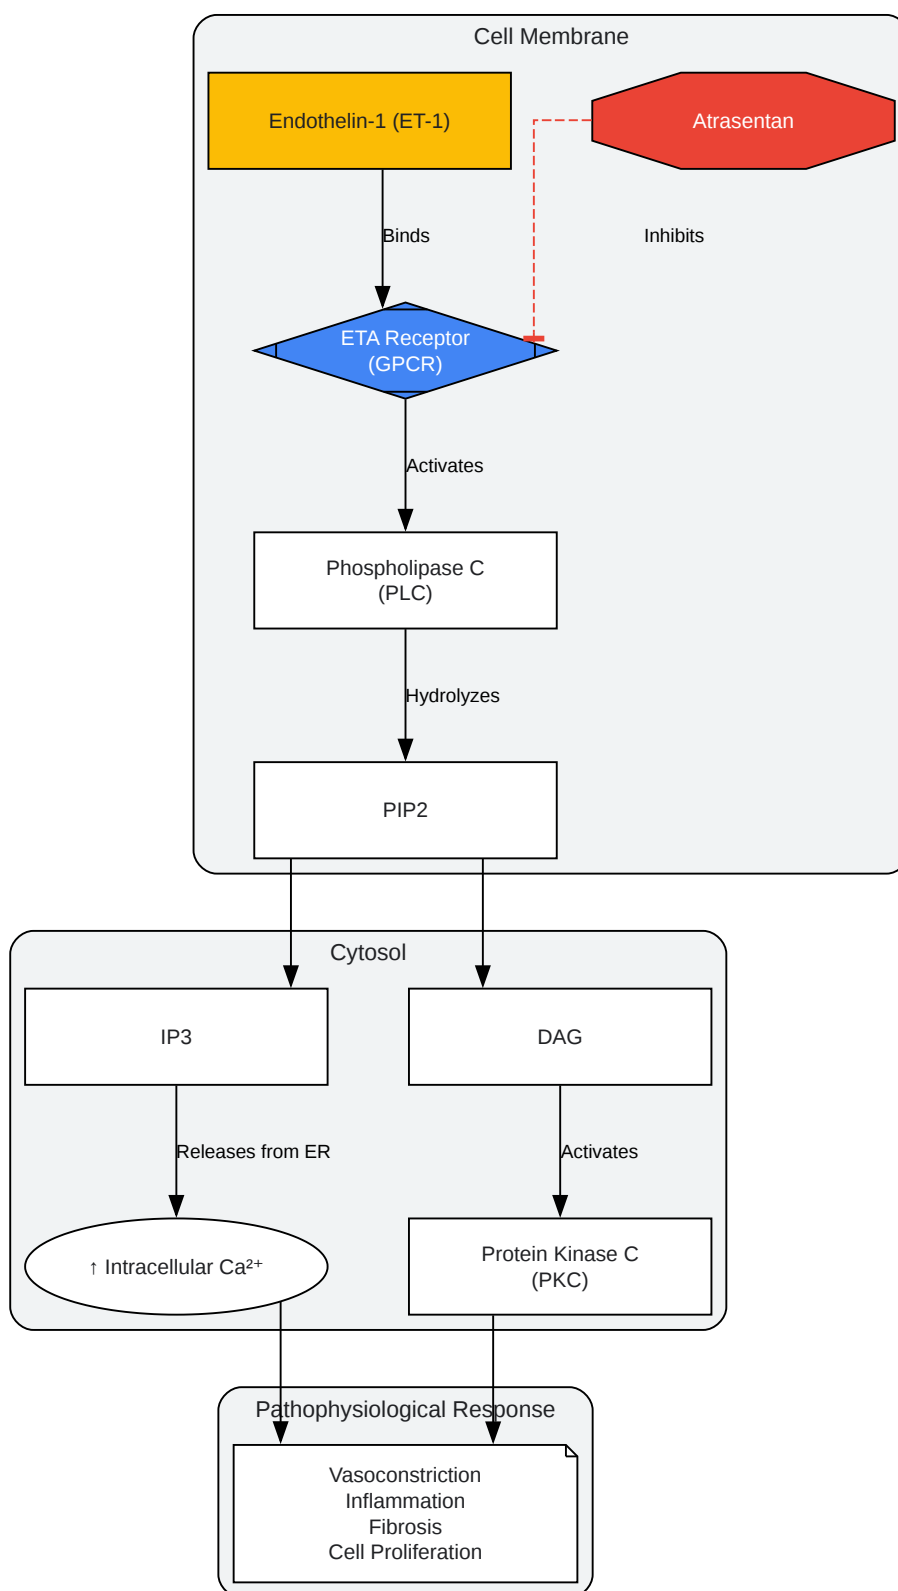 Cell Membrane
Endothelin-1 (ET-1)
Atrasentan
Binds
Inhibits
ETA Receptor
(GPCR)
Activates
Phospholipase C
(PLC)
Hydrolyzes
PIP2
Cytosol
IP3
DAG
Releases from ER
Activates
↑ Intracellular Ca²⁺
Protein Kinase C
(PKC)
Pathophysiological Response
Vasoconstriction
Inflammation
Fibrosis
Cell Proliferation